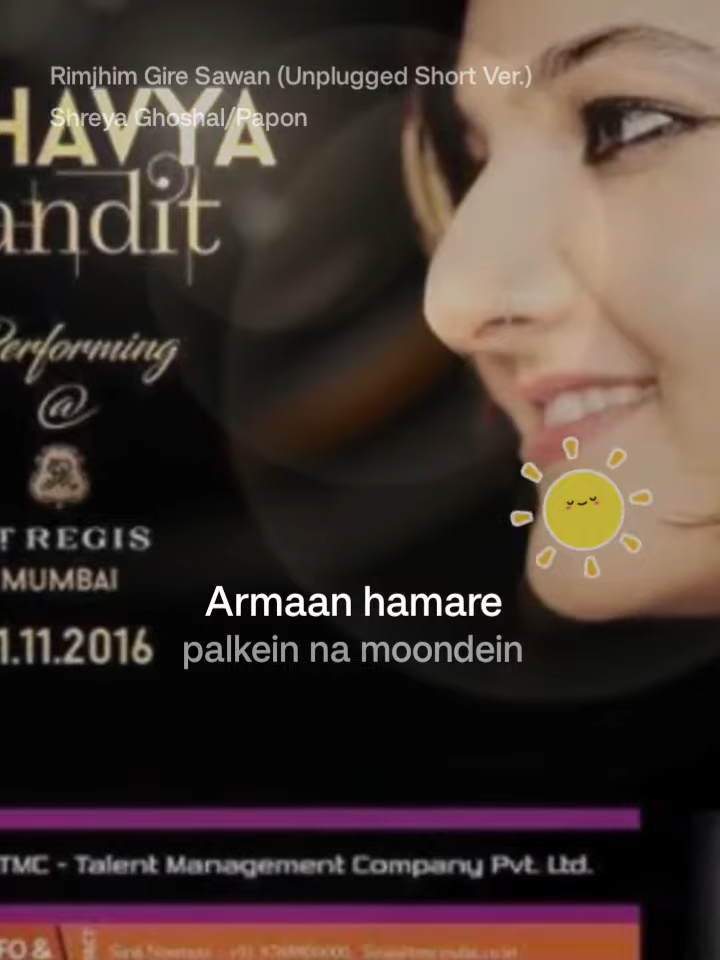 Rimjhim Gire Sawan (Unplugged Short Ver.)
Shreya Ghoshal/Papon
HAVYA
andit
Performing
@
T REGIS
MUMBAI
1.11.2016
Armaan hamare
palkein na moondein
TMC - Talent Management Company Pvt. Ltd.
FO &